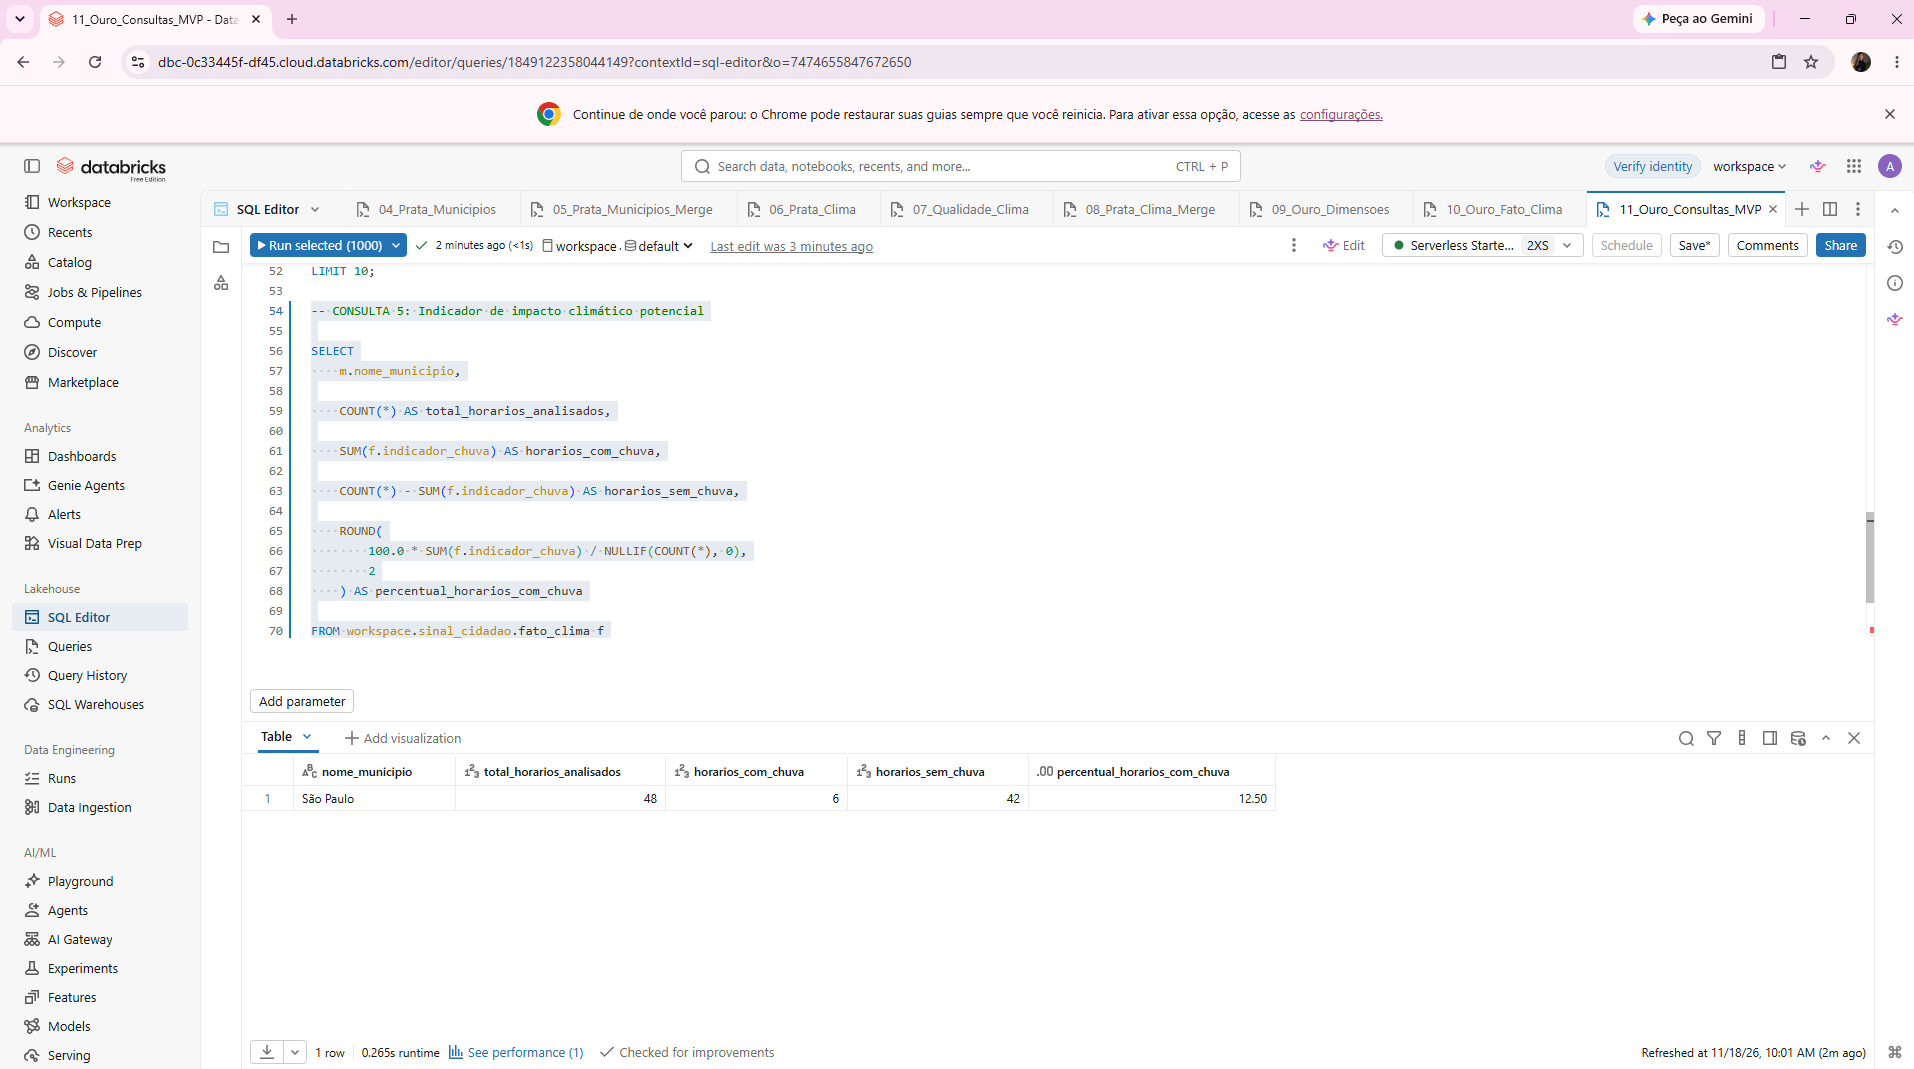 11_Ouro_Consultas_MVP - Data
Peça ao Gemini
dbc-0c33445f-df45.cloud.databricks.com/editor/queries/1849122358044149?contextId=sql-editor&o=7474655847672650
Continue de onde você parou: o Chrome pode restaurar suas guias sempre que você reinicia. Para ativar essa opção, acesse as configurações.
databricks
Free Edition
Search data, notebooks, recents, and more...
CTRL + P
Verify identity
workspace
A
Workspace
Recents
Catalog
Jobs & Pipelines
Compute
Discover
Marketplace
Analytics
Dashboards
Genie Agents
Alerts
Visual Data Prep
Lakehouse
SQL Editor
Queries
Query History
SQL Warehouses
Data Engineering
Runs
Data Ingestion
AI/ML
Playground
Agents
AI Gateway
Experiments
Features
Models
Serving
SQL Editor
04_Prata_Municipios
05_Prata_Municipios_Merge
06_Prata_Clima
07_Qualidade_Clima
08_Prata_Clima_Merge
09_Ouro_Dimensoes
10_Ouro_Fato_Clima
11_Ouro_Consultas_MVP
Run selected (1000)
2 minutes ago (<1s)
workspace . default
Last edit was 3 minutes ago
Edit
Serverless Starte... 2XS
Schedule
Save*
Comments
Share
52 LIMIT 10;
53
54 -- CONSULTA 5: Indicador de impacto climático potencial
55
56 SELECT
57 m.nome_municipio,
58
59 COUNT(*) AS total_horarios_analisados,
60
61 SUM(f.indicador_chuva) AS horarios_com_chuva,
62
63 COUNT(*) - SUM(f.indicador_chuva) AS horarios_sem_chuva,
64
65 ROUND(
66 100.0 * SUM(f.indicador_chuva) / NULLIF(COUNT(*), 0),
67 2
68 ) AS percentual_horarios_com_chuva
69
70 FROM workspace.sinal_cidadao.fato_clima f
Add parameter
Table
Add visualization
nome_municipio total_horarios_analisados horarios_com_chuva horarios_sem_chuva .00 percentual_horarios_com_chuva
1 São Paulo 48 6 42 12.50
1 row
0.265s runtime
See performance (1)
Checked for improvements
Refreshed at 11/18/26, 10:01 AM (2m ago)